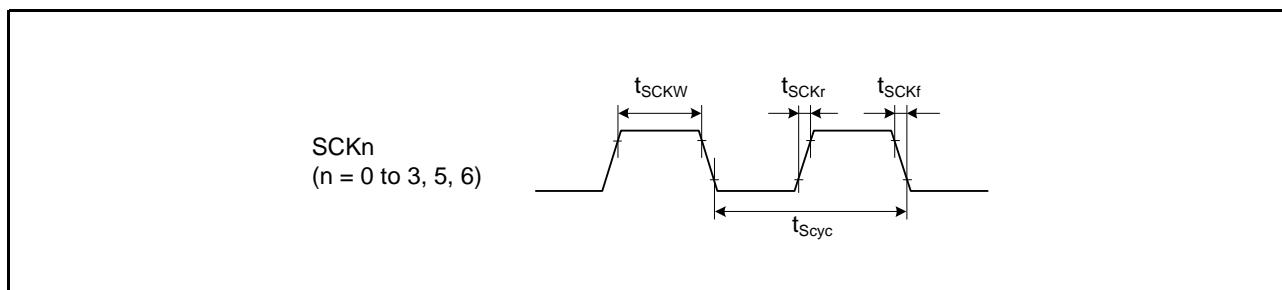 tSCKW
tSCKr
tSCKf
SCKn
(n = 0 to 3, 5, 6)
tScyc